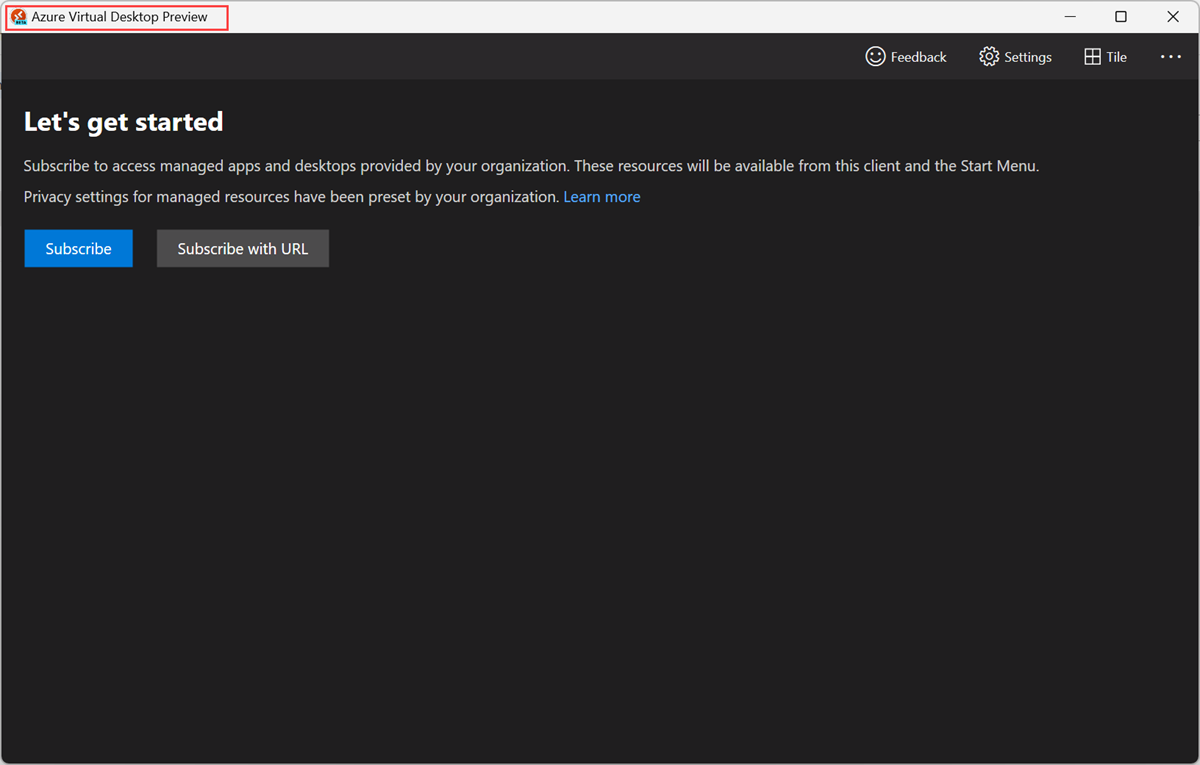 Azure Virtual Desktop Preview
BETA
Feedback
Settings
Tile
Let's get started
Subscribe to access managed apps and desktops provided by your organization. These resources will be available from this client and the Start Menu.
Privacy settings for managed resources have been preset by your organization. Learn more
Subscribe
Subscribe with URL